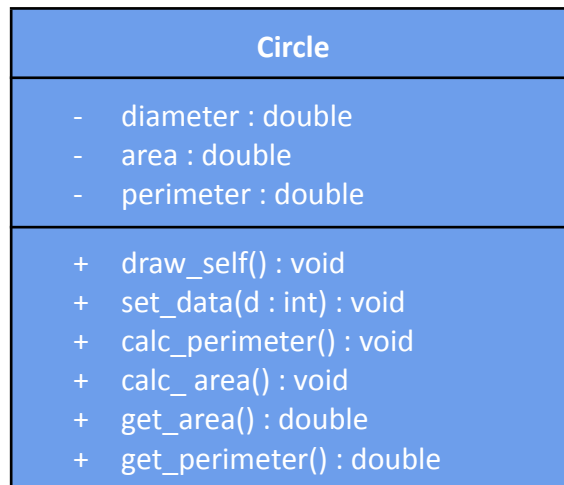 Circle
- diameter : double
- area : double
- perimeter : double
+ draw_self() : void
+ set_data(d : int) : void
+ calc_perimeter() : void
+ calc_ area() : void
+ get_area() : double
+ get_perimeter() : double